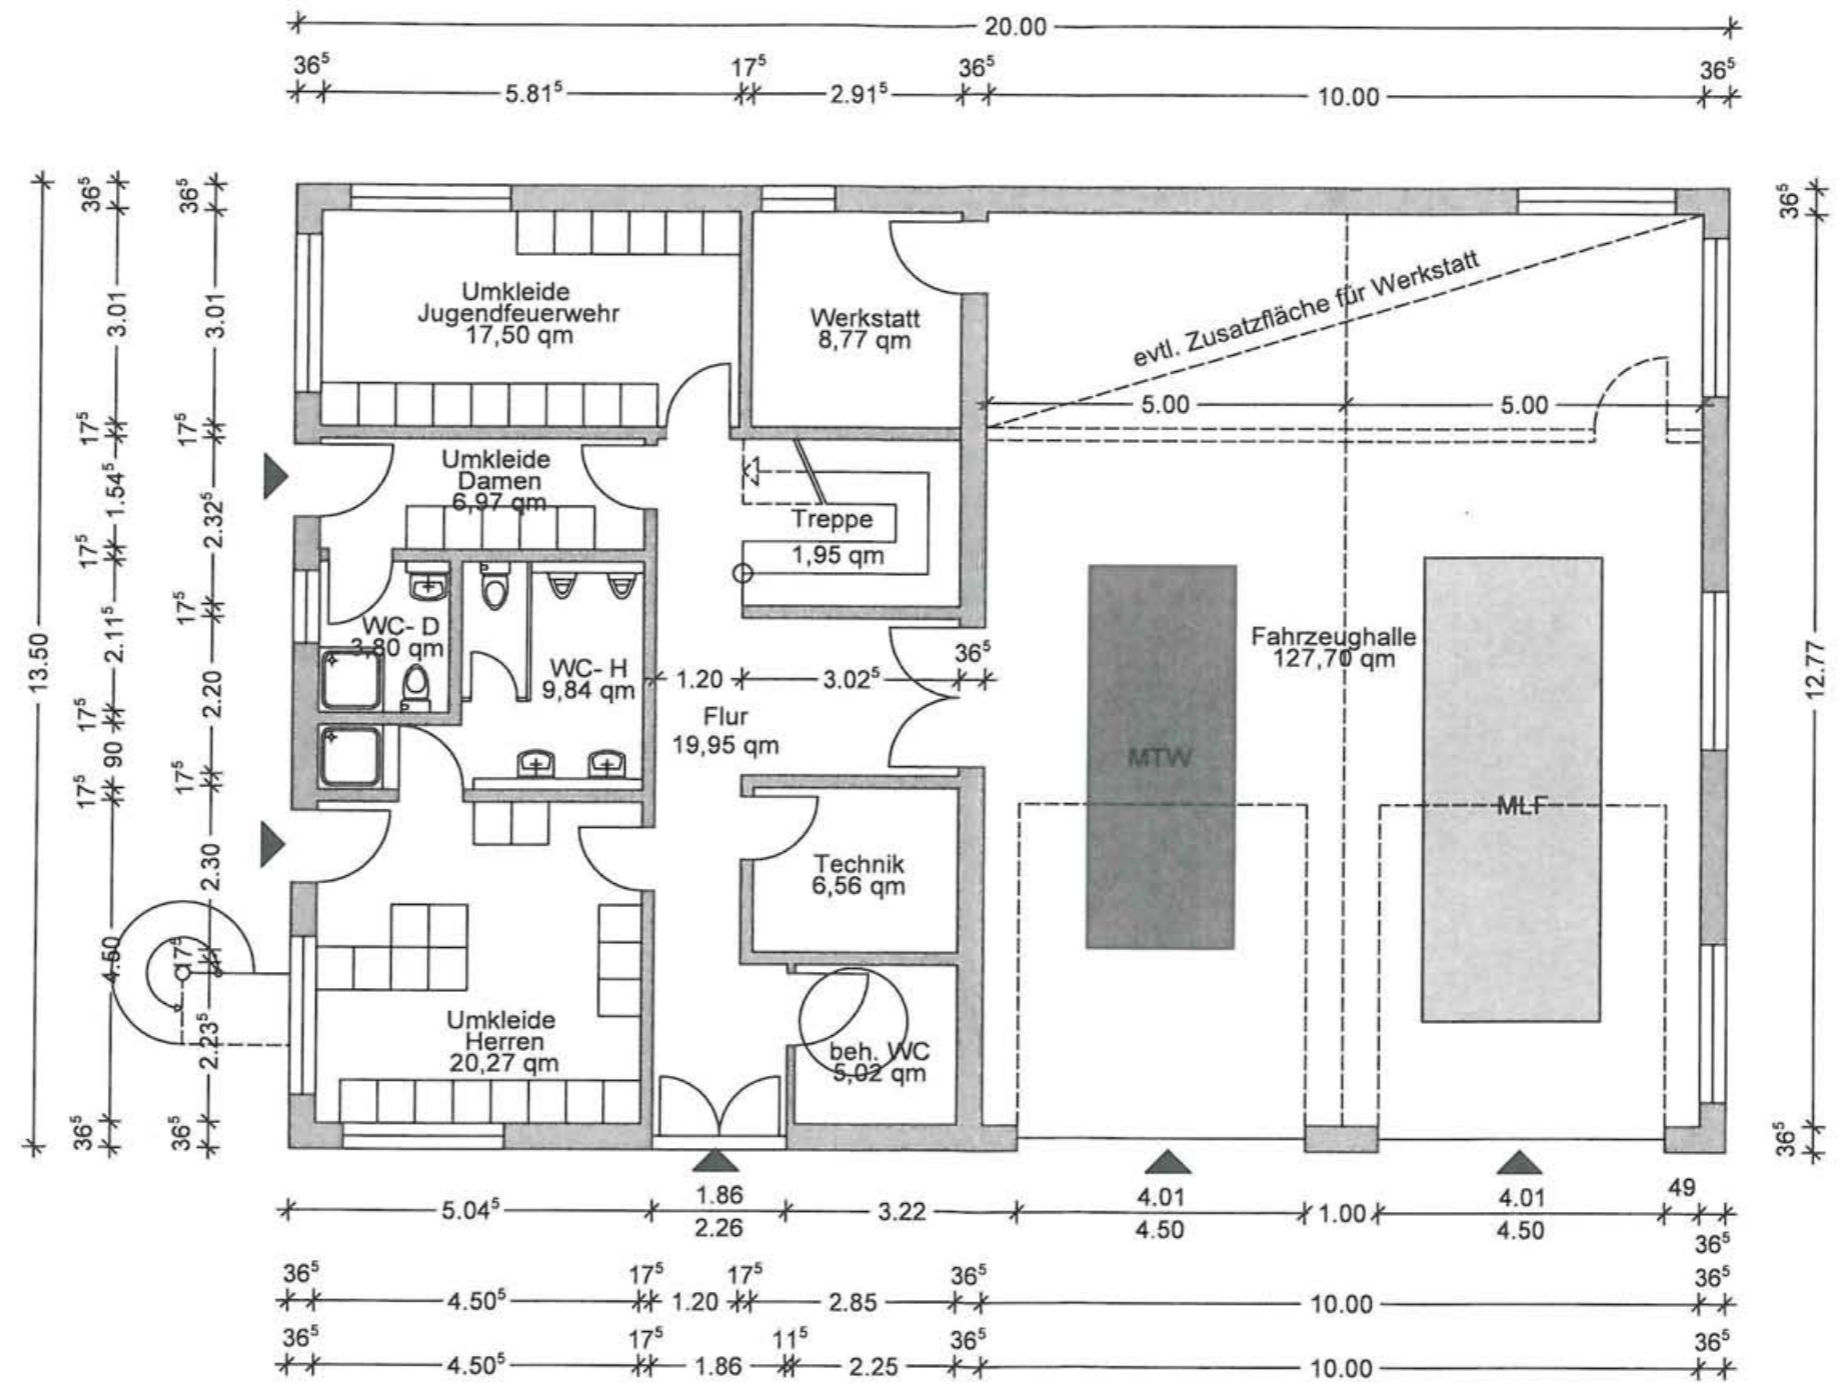 20.00
36⁵ 17⁵ 36⁵ 36⁵
5.81⁵ 2.91⁵ 10.00
36⁵ 36⁵ 36⁵
Umkleide
Jugendfeuerwehr
17,50 qm
Werkstatt
8,77 qm
evtl. Zusatzfläche für Werkstatt
3.01 3.01
5.00 5.00
17⁵ 17⁵
Umkleide
Damen
6,97 qm
1.54⁵ 2.32⁵
Treppe
1,95 qm
17⁵ 17⁵
WC- D
3,80 qm
2.11⁵
13.50
WC- H
9,84 qm
1.20 3.02⁵ 36⁵
Fahrzeughalle
127,70 qm
12.77
2.20
Flur
19,95 qm
17⁵ 90 17⁵ 17⁵
MTW
MLF
2.30
Technik
6,56 qm
4.50 17⁵
Umkleide
Herren
20,27 qm
2.23⁵
beh. WC
5,02 qm
36⁵ 36⁵ 36⁵
5.04⁵ 1.86 3.22 4.01 1.00 4.01 49
2.26 4.50 4.50 36⁵
36⁵ 17⁵ 17⁵ 36⁵ 36⁵
4.50⁵ 1.20 2.85 10.00
36⁵ 17⁵ 11⁵ 36⁵ 36⁵
4.50⁵ 1.86 2.25 10.00